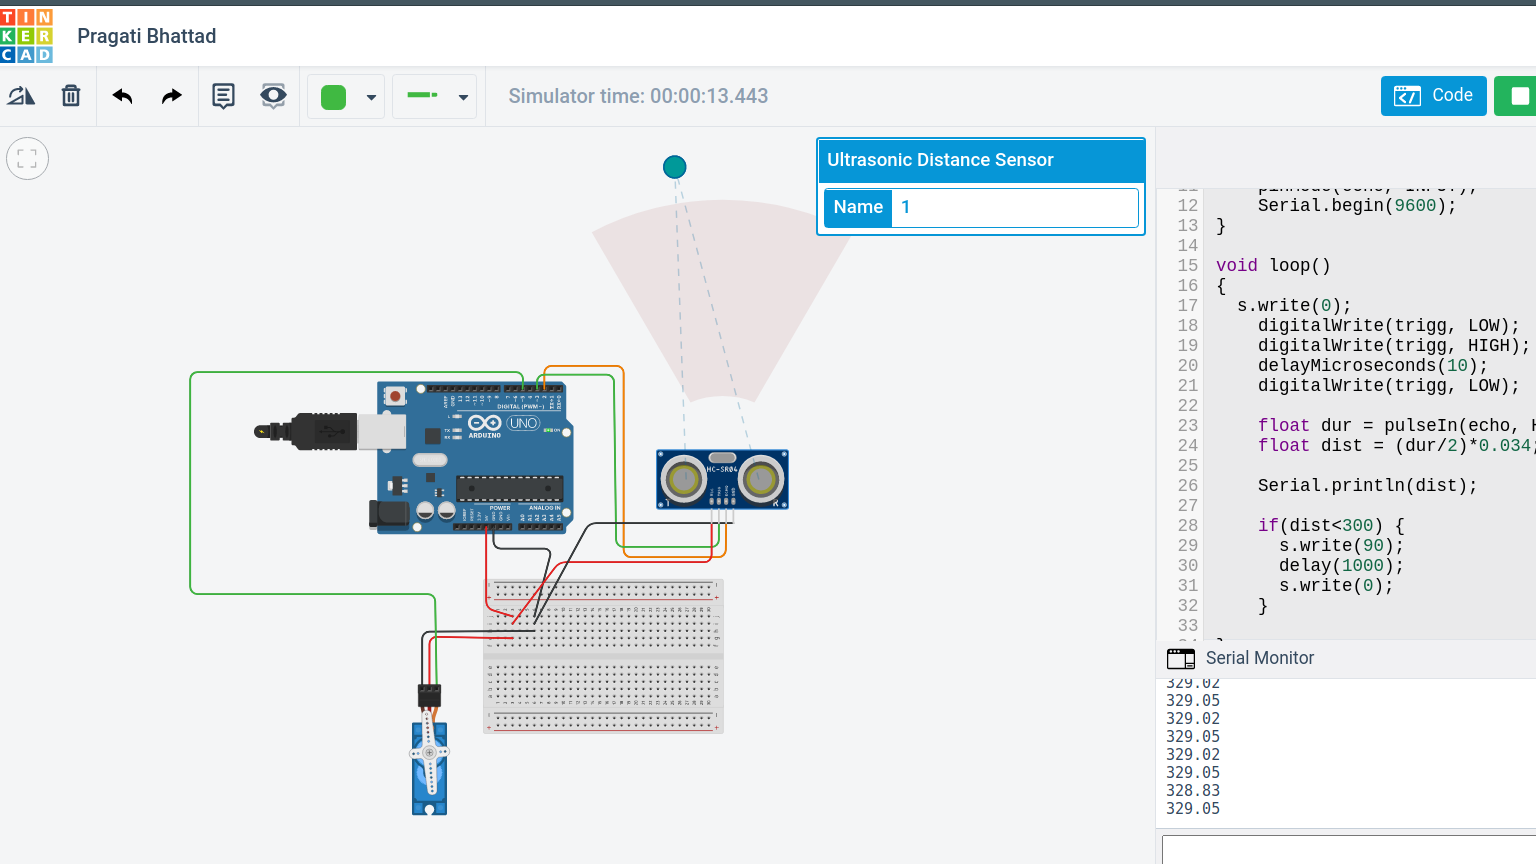 TIN
KER
CAD
Pragati Bhattad
Simulator time: 00:00:13.443
Code
Ultrasonic Distance Sensor
Name 1
12 Serial.begin(9600);
13 }
14
15 void loop()
16 {
17 s.write(0);
18 digitalWrite(trigg, LOW);
19 digitalWrite(trigg, HIGH);
20 delayMicroseconds(10);
21 digitalWrite(trigg, LOW);
22
23 float dur = pulseIn(echo, H
24 float dist = (dur/2)*0.034;
25
26 Serial.println(dist);
27
28 if(dist<300) {
29 s.write(90);
30 delay(1000);
31 s.write(0);
32 }
33
Serial Monitor
329.02
329.05
329.02
329.05
329.02
329.05
328.83
329.05
DIGITAL (PWM~)
UNO
ARDUINO
POWER
ANALOG IN
HC-SR04